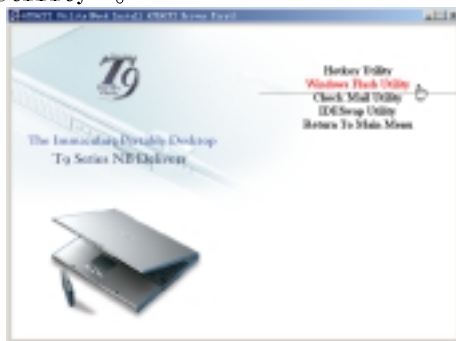 T9
Hotkey Utility
Windows Flash Utility
Check Mail Utility
IDESwap Utility
Return To Main Menu
The Immaculate Portable Desktop
T9 Series NB Delivers